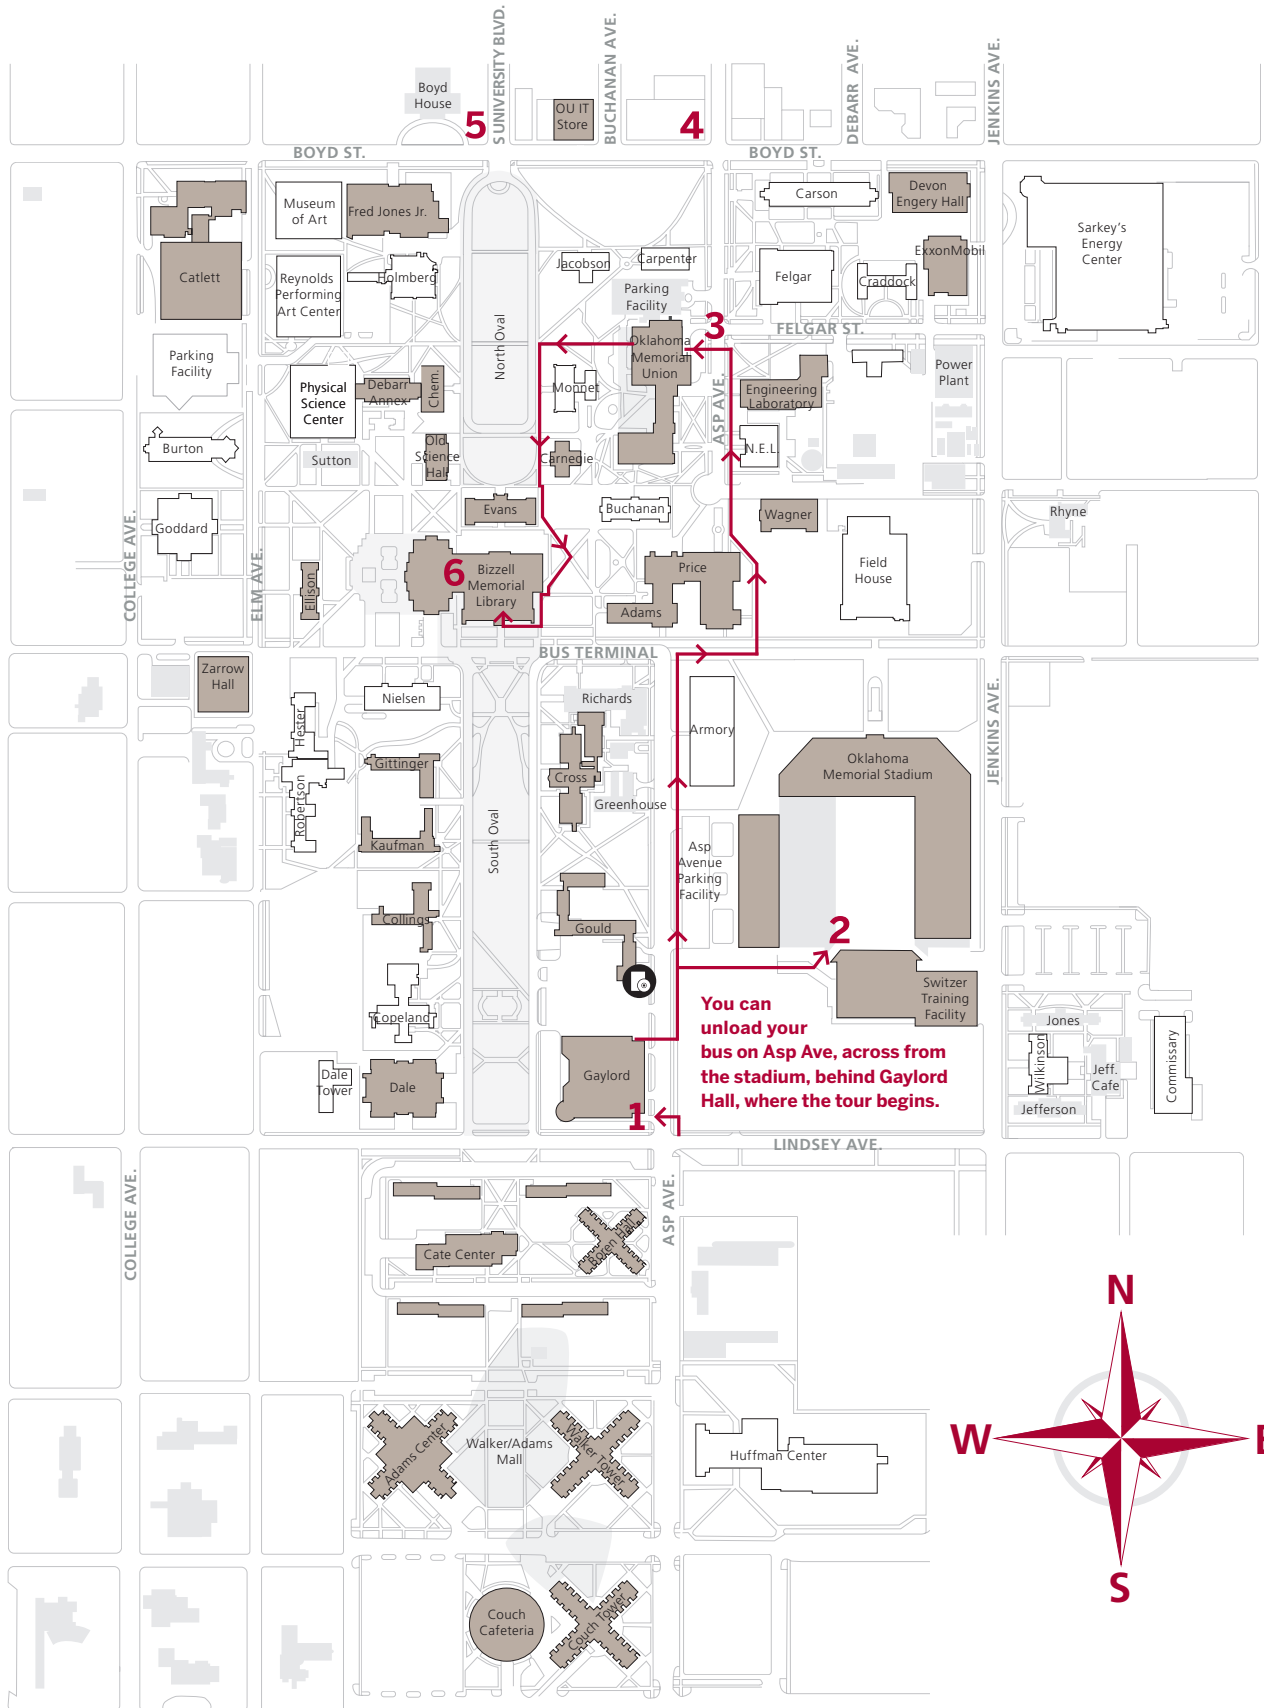 S UNIVERSITY BLVD.
BUCHANAN AVE.
DEBARR AVE.
JENKINS AVE.
Boyd
House
5
OU IT
Store
4
BOYD ST.
BOYD ST.
Museum
of Art
Fred Jones Jr.
Carson
Devon
Engery Hall
Catlett
Reynolds
Performing
Art Center
Holmberg
Jacobson
Carpenter
Felgar
Craddock
ExxonMobil
Sarkey's
Energy
Center
Parking
Facility
North Oval
3
FELGAR ST.
Oklahoma
Memorial
Union
Parking
Facility
Physical
Science
Center
Debarr
Annex
Chem.
Monnet
ASP AVE.
Engineering
Laboratory
Power
Plant
Burton
Sutton
Old
Science
Hall
Carnegie
N.E.L.
COLLEGE AVE.
Goddard
ELM AVE.
Evans
Buchanan
Wagner
Rhyne
Ellison
6
Bizzell
Memorial
Library
Price
Adams
Field
House
BUS TERMINAL
Zarrow
Hall
Hester
Nielsen
Richards
Armory
JENKINS AVE.
Robertson
Gittinger
Cross
Greenhouse
Oklahoma
Memorial Stadium
Kaufman
South Oval
Asp
Avenue
Parking
Facility
Collings
Gould
2
Switzer
Training
Facility
Copeland
You can
unload your
bus on Asp Ave, across from
the stadium, behind Gaylord
Hall, where the tour begins.
Jones
Wilkinson
Jeff.
Cafe
Jefferson
Commissary
Dale
Tower
Dale
Gaylord
1
LINDSEY AVE.
COLLEGE AVE.
ASP AVE.
Cate Center
Boren Hall
Adams Center
Walker/Adams
Mall
Walker Tower
Huffman Center
N
W
E
S
Couch
Cafeteria
Couch Tower